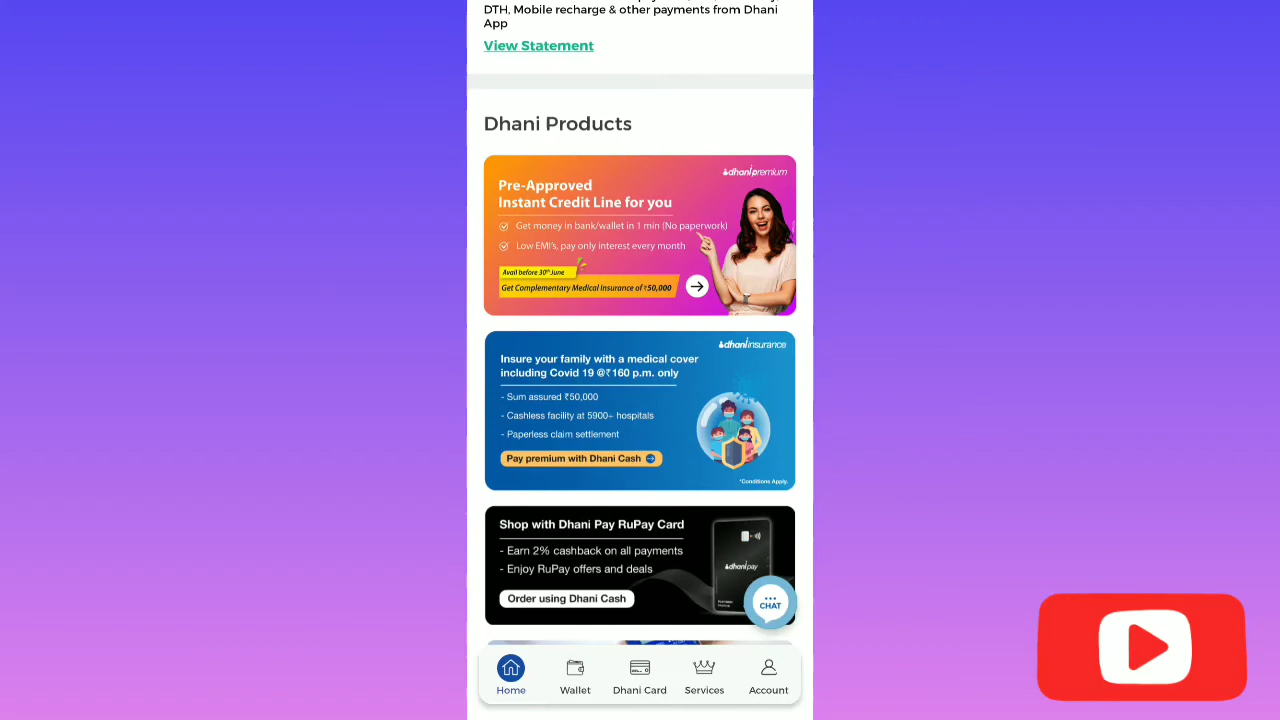 DTH, Mobile recharge & other payments from Dhani
App
View Statement
Dhani Products
dhani premium
Pre-Approved
Instant Credit Line for you
Get money in bank/wallet in 1 min (No paperwork)
Low EMI's, pay only interest every month
Avail before 30th June
Get Complementary Medical Insurance of ₹50,000
dhani insurance
Insure your family with a medical cover
including Covid 19 @₹160 p.m. only
- Sum assured ₹50,000
- Cashless facility at 5900+ hospitals
- Paperless claim settlement
Pay premium with Dhani Cash
*Conditions Apply.
Shop with Dhani Pay RuPay Card
- Earn 2% cashback on all payments
- Enjoy RuPay offers and deals
Order using Dhani Cash
dhani pay
CHAT
Home
Wallet
Dhani Card
Services
Account